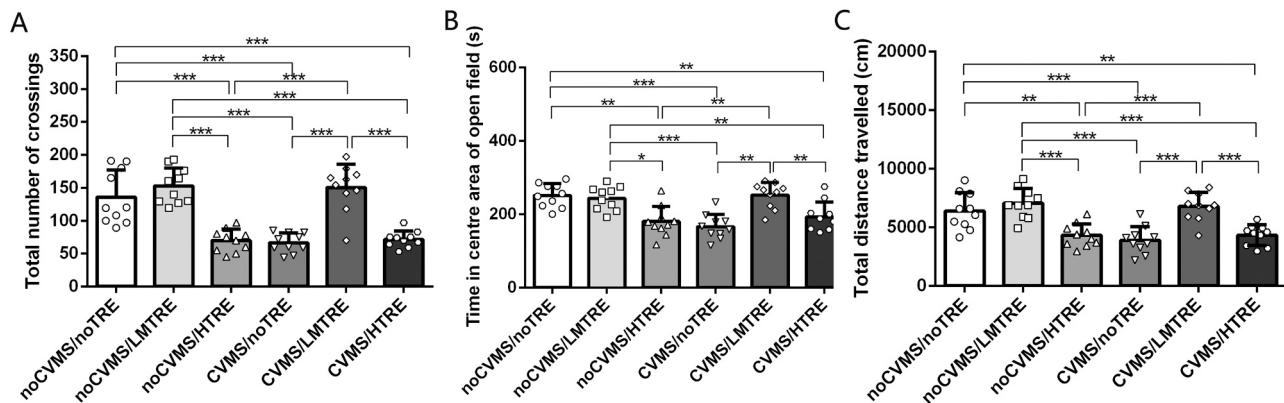 A
Total number of crossings
350
300
250
200
150
100
50
0
***
***
***
***
***
***
***
***
***
noCVMS/noTRE
noCVMS/LMTRE
noCVMS/HTRE
CVMS/noTRE
CVMS/LMTRE
CVMS/HTRE
B
Time in centre area of open field (s)
600
400
200
0
**
***
**
**
**
***
*
**
**
noCVMS/noTRE
noCVMS/LMTRE
noCVMS/HTRE
CVMS/noTRE
CVMS/LMTRE
CVMS/HTRE
C
Total distance travelled (cm)
20000
15000
10000
5000
0
**
***
**
***
***
***
***
***
***
noCVMS/noTRE
noCVMS/LMTRE
noCVMS/HTRE
CVMS/noTRE
CVMS/LMTRE
CVMS/HTRE